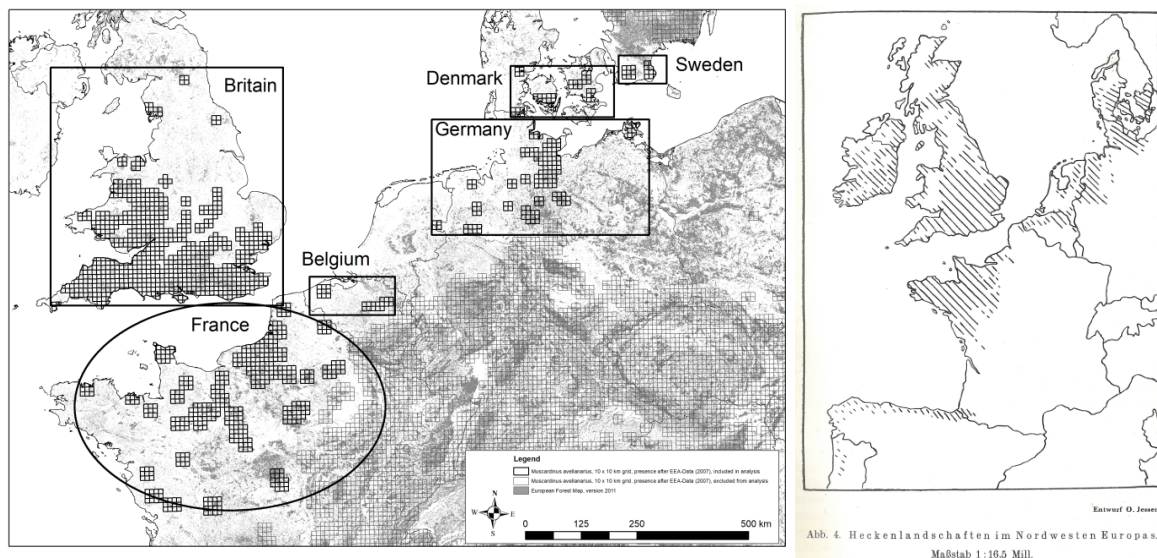 Britain
Denmark
Sweden
Germany
Belgium
France
Legend
Muscardinus avellanarius, 10 x 10 km grid, presence after EEA-Data (2007), included in analysis
Muscardinus avellanarius, 10 x 10 km grid, presence after EEA-Data (2007), excluded from analysis
European Forest Map, version 2011
N
W E
S
0 125 250 500 km
Entwurf O. Jessen
Abb. 4. Heckenlandschaften im Nordwesten Europas.
Maßstab 1 : 16,5 Mill.